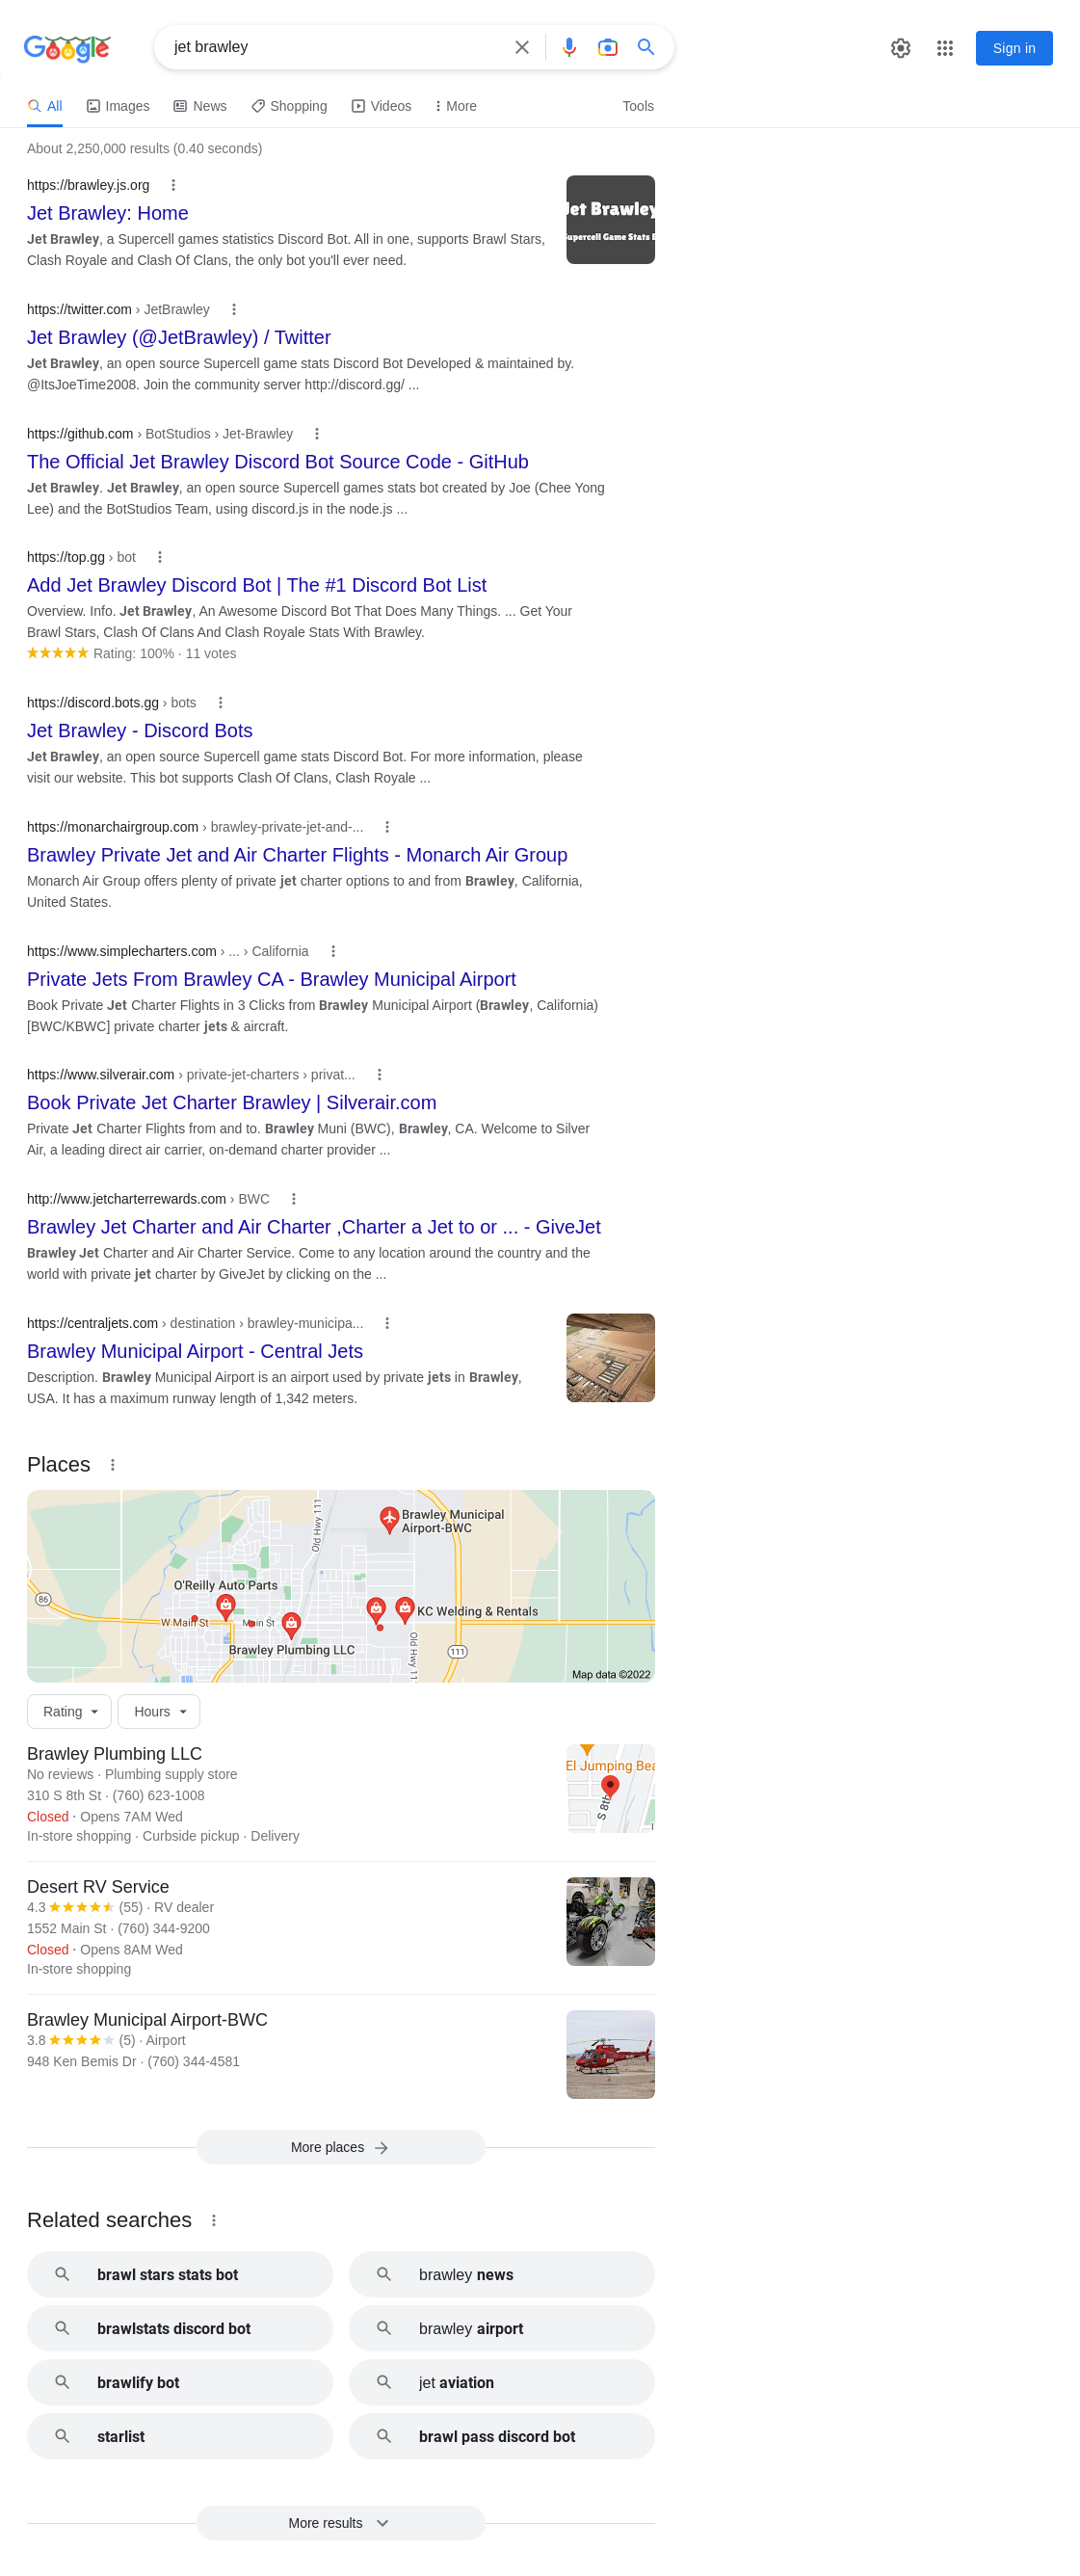 Google
jet brawley
Sign in
All Images News Shopping Videos More Tools
About 2,250,000 results (0.40 seconds)
https://brawley.js.org
Jet Brawley: Home
Jet Brawley, a Supercell games statistics Discord Bot. All in one, supports Brawl Stars,
Clash Royale and Clash Of Clans, the only bot you'll ever need.
Jet Brawley
Supercell Game Stats
https://twitter.com › JetBrawley
Jet Brawley (@JetBrawley) / Twitter
Jet Brawley, an open source Supercell game stats Discord Bot Developed & maintained by.
@ItsJoeTime2008. Join the community server http://discord.gg/ ...
https://github.com › BotStudios › Jet-Brawley
The Official Jet Brawley Discord Bot Source Code - GitHub
Jet Brawley. Jet Brawley, an open source Supercell games stats bot created by Joe (Chee Yong
Lee) and the BotStudios Team, using discord.js in the node.js ...
https://top.gg › bot
Add Jet Brawley Discord Bot | The #1 Discord Bot List
Overview. Info. Jet Brawley, An Awesome Discord Bot That Does Many Things. ... Get Your
Brawl Stars, Clash Of Clans And Clash Royale Stats With Brawley.
Rating: 100% · 11 votes
https://discord.bots.gg › bots
Jet Brawley - Discord Bots
Jet Brawley, an open source Supercell game stats Discord Bot. For more information, please
visit our website. This bot supports Clash Of Clans, Clash Royale ...
https://monarchairgroup.com › brawley-private-jet-and-...
Brawley Private Jet and Air Charter Flights - Monarch Air Group
Monarch Air Group offers plenty of private jet charter options to and from Brawley, California,
United States.
https://www.simplecharters.com › ... › California
Private Jets From Brawley CA - Brawley Municipal Airport
Book Private Jet Charter Flights in 3 Clicks from Brawley Municipal Airport (Brawley, California)
[BWC/KBWC] private charter jets & aircraft.
https://www.silverair.com › private-jet-charters › privat...
Book Private Jet Charter Brawley | Silverair.com
Private Jet Charter Flights from and to. Brawley Muni (BWC), Brawley, CA. Welcome to Silver
Air, a leading direct air carrier, on-demand charter provider ...
http://www.jetcharterrewards.com › BWC
Brawley Jet Charter and Air Charter ,Charter a Jet to or ... - GiveJet
Brawley Jet Charter and Air Charter Service. Come to any location around the country and the
world with private jet charter by GiveJet by clicking on the ...
https://centraljets.com › destination › brawley-municipa...
Brawley Municipal Airport - Central Jets
Description. Brawley Municipal Airport is an airport used by private jets in Brawley,
USA. It has a maximum runway length of 1,342 meters.
Places
Old Hwy 111
Brawley Municipal
Airport-BWC
O'Reilly Auto Parts
86
W Main St
Main St
KC Welding & Rentals
Brawley Plumbing LLC
Old Hwy 11
111
Map data ©2022
Rating Hours
Brawley Plumbing LLC
No reviews · Plumbing supply store
310 S 8th St · (760) 623-1008
Closed · Opens 7AM Wed
In-store shopping · Curbside pickup · Delivery
El Jumping Bea
S 8th
Desert RV Service
4.3 (55) · RV dealer
1552 Main St · (760) 344-9200
Closed · Opens 8AM Wed
In-store shopping
Brawley Municipal Airport-BWC
3.8 (5) · Airport
948 Ken Bemis Dr · (760) 344-4581
More places
Related searches
brawl stars stats bot
brawley news
brawlstats discord bot
brawley airport
brawlify bot
jet aviation
starlist
brawl pass discord bot
More results